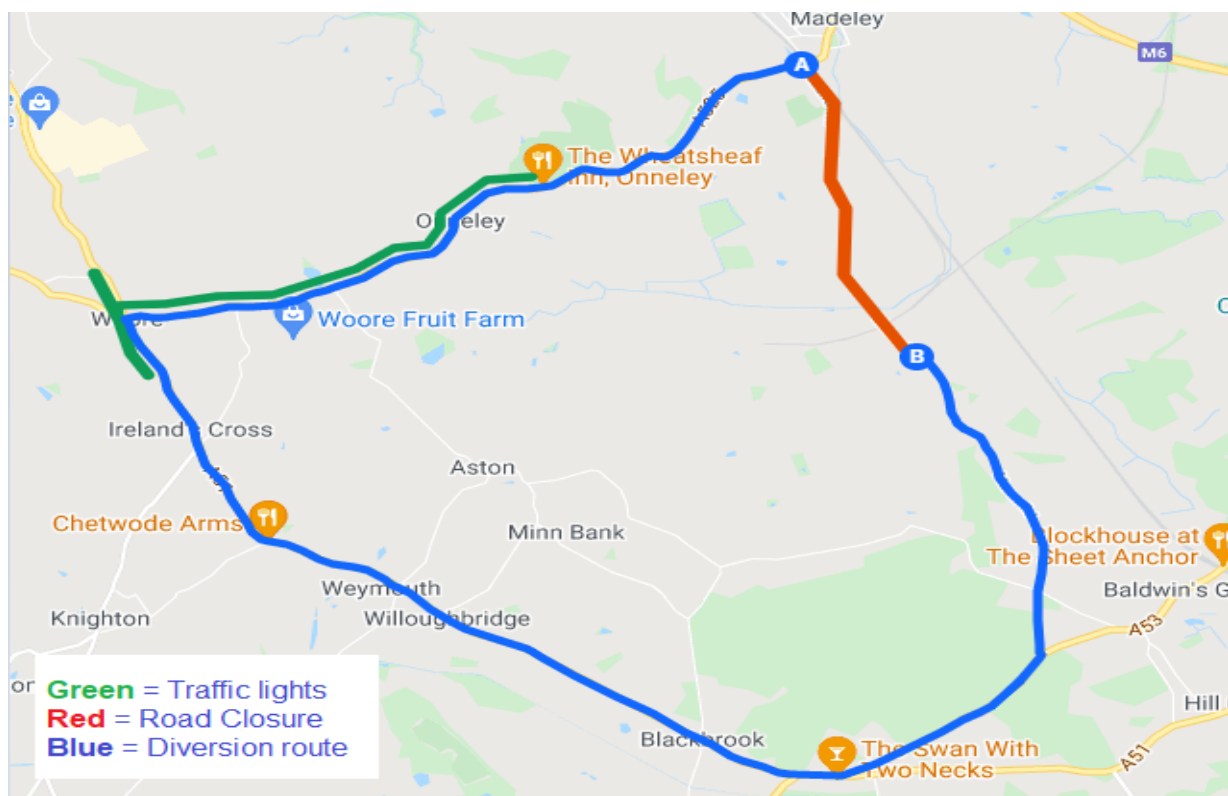 Madeley
M6
A
A525
The Wheatsheaf
Inn, Onneley
Onneley
Woore
Woore Fruit Farm
B
Ireland's Cross
A51
Aston
Chetwode Arms
Minn Bank
Blockhouse at
The Sheet Anchor
Weymouth
Baldwin's G
Knighton
Willoughbridge
A53
Green = Traffic lights
Red = Road Closure
Blue = Diversion route
Hill
Blackbrook
The Swan With
Two Necks
A51